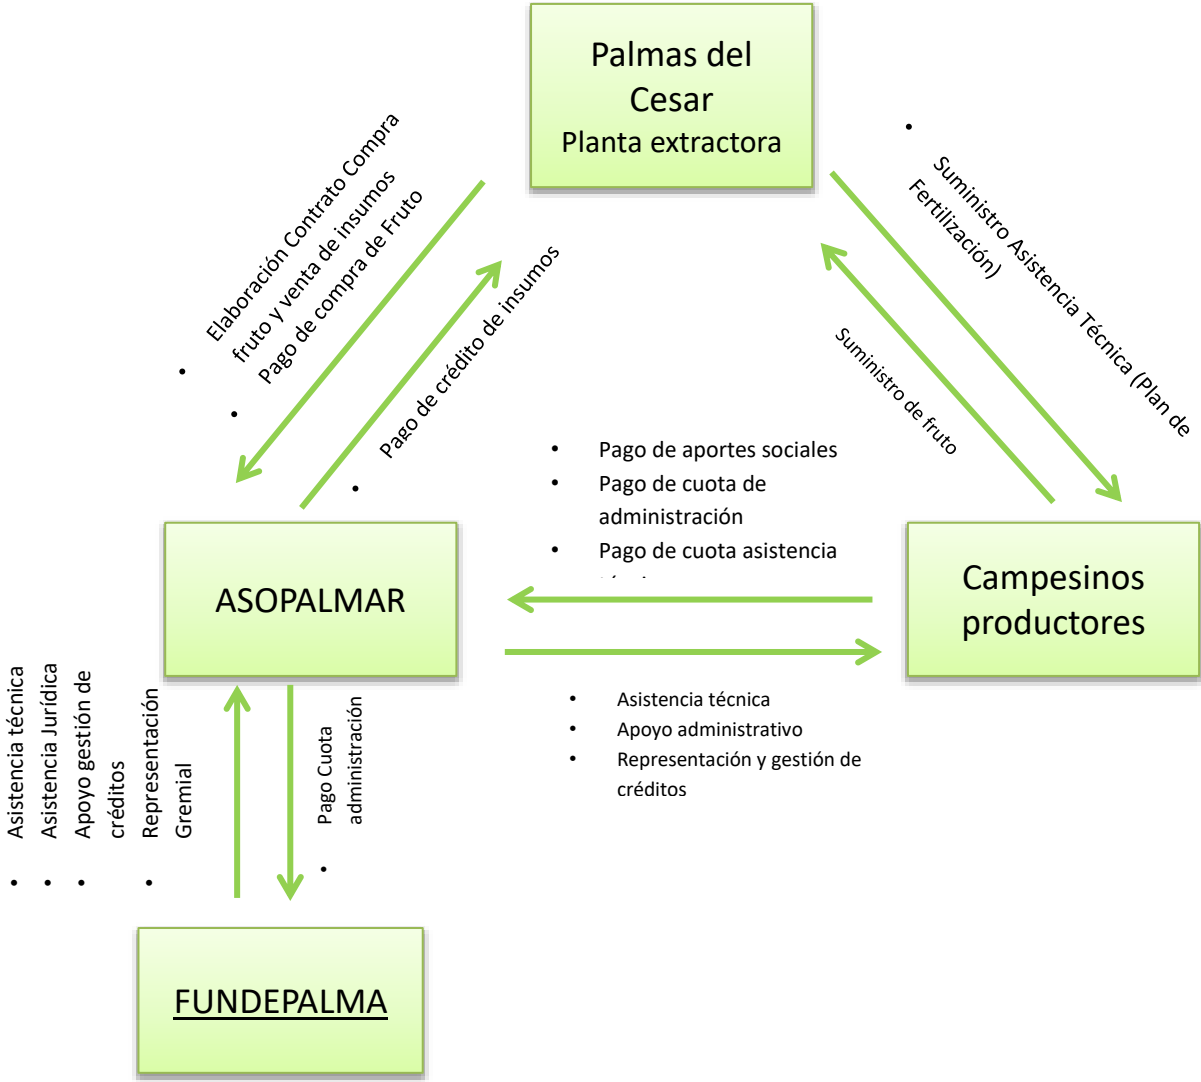 Palmas del
Cesar
Planta extractora
• Elaboración Contrato Compra
fruto y venta de insumos
• Pago de compra de Fruto
• Pago de crédito de insumos
• Suministro Asistencia Técnica (Plan de
Fertilización)
Suministro de fruto
• Pago de aportes sociales
• Pago de cuota de
administración
• Pago de cuota asistencia
ASOPALMAR
Campesinos
productores
• Asistencia técnica
• Apoyo administrativo
• Representación y gestión de
créditos
• Asistencia técnica
• Asistencia Jurídica
• Apoyo gestión de
créditos
• Representación
Gremial
• Pago Cuota
administración
FUNDEPALMA